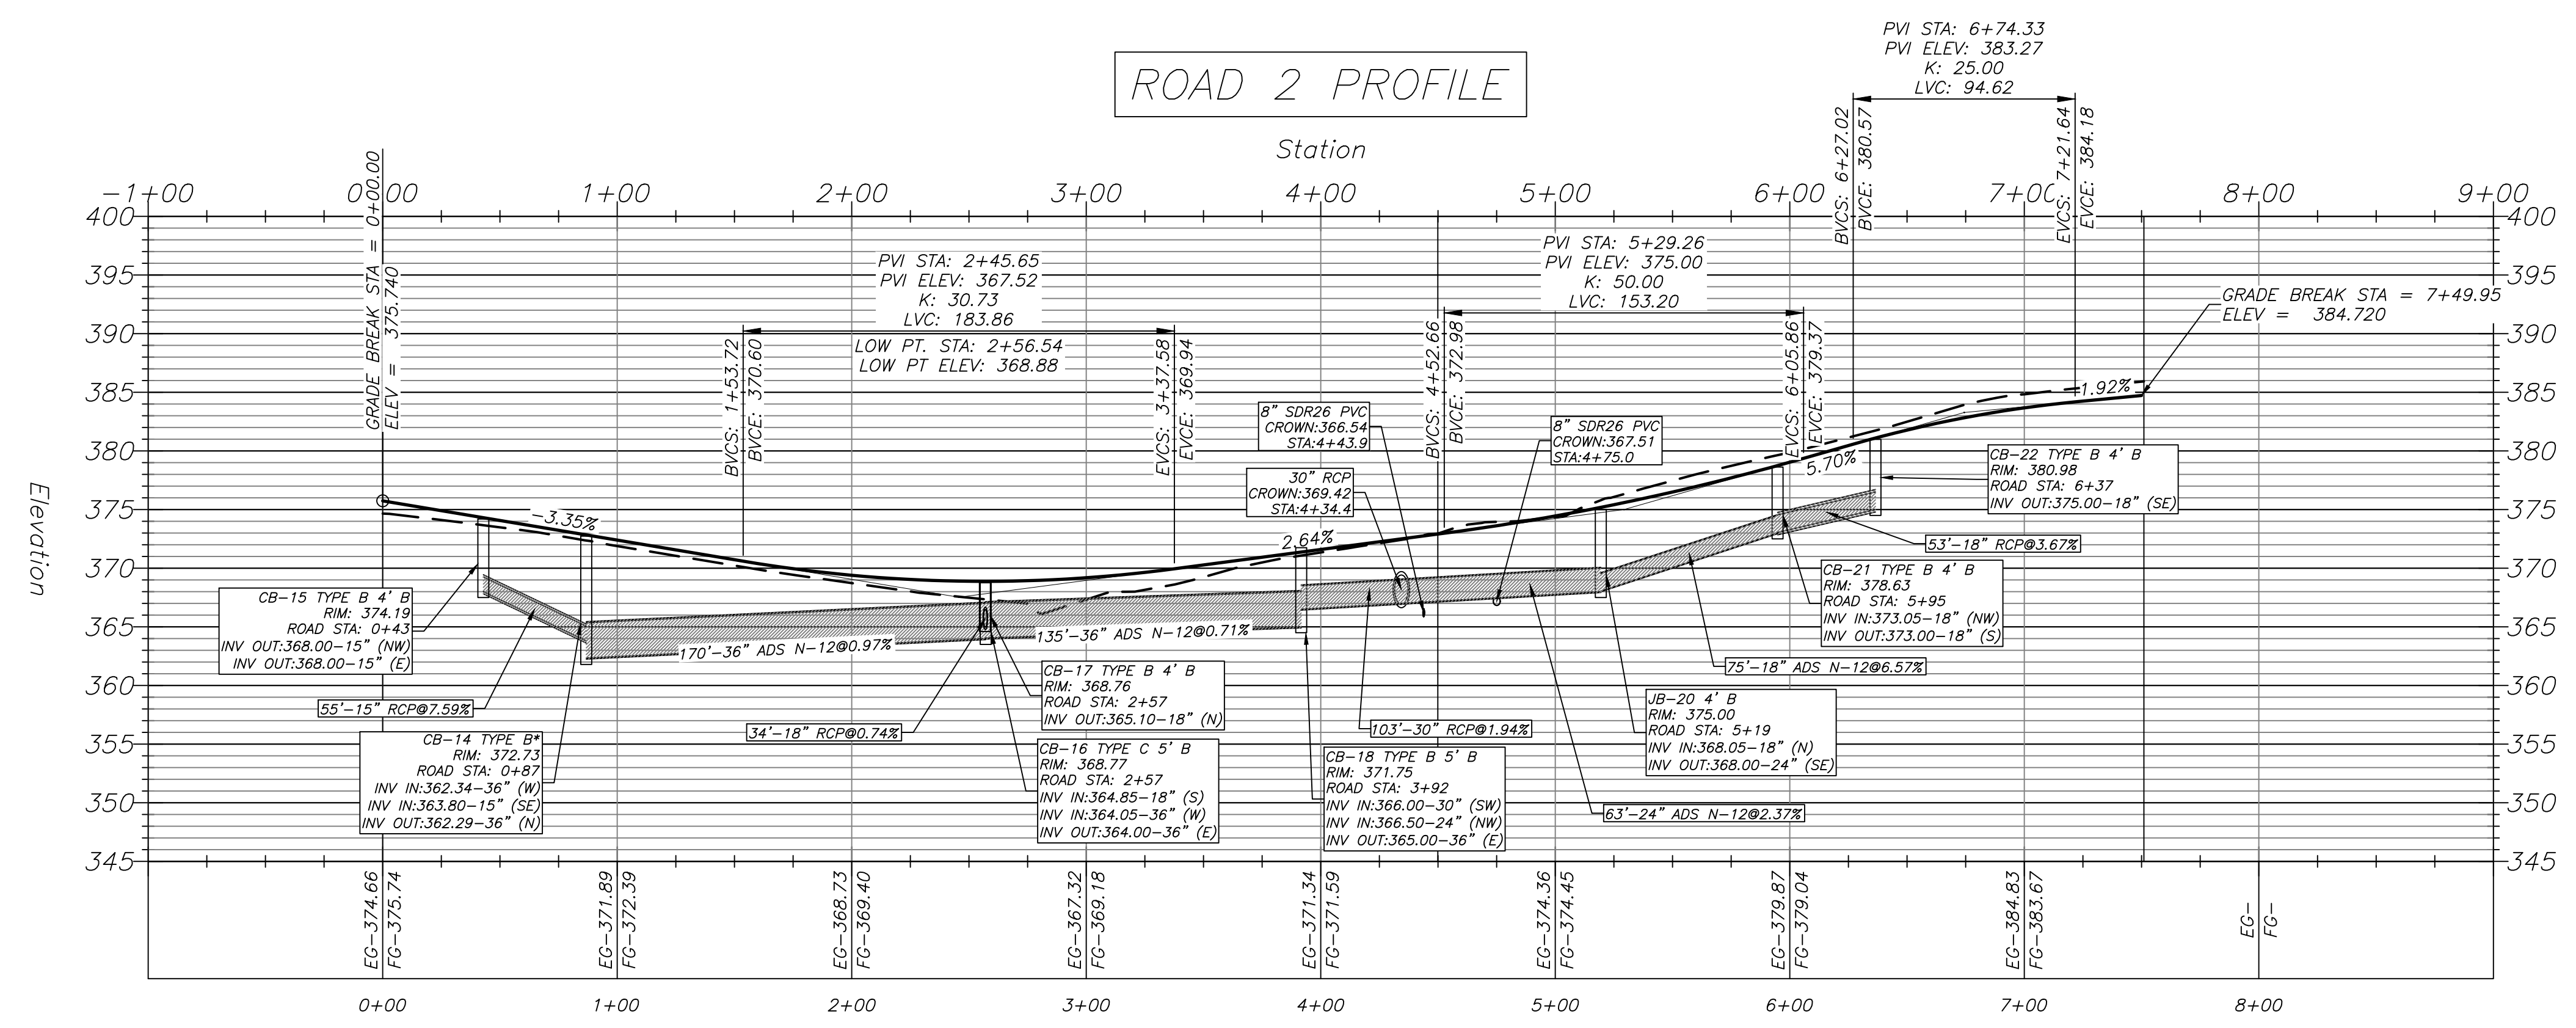 PVI STA: 6+74.33
PVI ELEV: 383.27
K: 25.00
LVC: 94.62
ROAD 2 PROFILE
BVCS: 6+27.02
BVCE: 380.57
EVCS: 7+21.64
EVCE: 384.18
Station
-1+00 0+00 1+00 2+00 3+00 4+00 5+00 6+00 7+00 8+00 9+00
GRADE BREAK STA = 0+00.00
ELEV = 375.740
Elevation
400 400
395 395
390 390
385 385
380 380
375 375
370 370
365 365
360 360
355 355
350 350
345 345
PVI STA: 2+45.65
PVI ELEV: 367.52
K: 30.73
LVC: 183.86
LOW PT. STA: 2+56.54
LOW PT ELEV: 368.88
BVCS: 1+53.72
BVCE: 370.60
EVCS: 3+37.58
EVCE: 369.94
PVI STA: 5+29.26
PVI ELEV: 375.00
K: 50.00
LVC: 153.20
BVCS: 4+52.66
BVCE: 372.98
EVCS: 6+05.86
EVCE: 379.37
GRADE BREAK STA = 7+49.95
ELEV = 384.720
-3.35%
2.64%
5.70%
1.92%
8" SDR26 PVC
CROWN:366.54
STA:4+43.9
8" SDR26 PVC
CROWN:367.51
STA:4+75.0
30" RCP
CROWN:369.42
STA:4+34.4
CB-22 TYPE B 4' B
RIM: 380.98
ROAD STA: 6+37
INV OUT:375.00-18" (SE)
53'-18" RCP@3.67%
CB-21 TYPE B 4' B
RIM: 378.63
ROAD STA: 5+95
INV IN:373.05-18" (NW)
INV OUT:373.00-18" (S)
75'-18" ADS N-12@6.57%
JB-20 4' B
RIM: 375.00
ROAD STA: 5+19
INV IN:368.05-18" (N)
INV OUT:368.00-24" (SE)
63'-24" ADS N-12@2.37%
103'-30" RCP@1.94%
CB-18 TYPE B 5' B
RIM: 371.75
ROAD STA: 3+92
INV IN:366.00-30" (SW)
INV IN:366.50-24" (NW)
INV OUT:365.00-36" (E)
135'-36" ADS N-12@0.71%
170'-36" ADS N-12@0.97%
CB-17 TYPE B 4' B
RIM: 368.76
ROAD STA: 2+57
INV OUT:365.10-18" (N)
34'-18" RCP@0.74%
CB-16 TYPE C 5' B
RIM: 368.77
ROAD STA: 2+57
INV IN:364.85-18" (S)
INV IN:364.05-36" (W)
INV OUT:364.00-36" (E)
CB-15 TYPE B 4' B
RIM: 374.19
ROAD STA: 0+43
INV OUT:368.00-15" (NW)
INV OUT:368.00-15" (E)
55'-15" RCP@7.59%
CB-14 TYPE B*
RIM: 372.73
ROAD STA: 0+87
INV IN:362.34-36" (W)
INV IN:363.80-15" (SE)
INV OUT:362.29-36" (N)
EG-374.66
FG-375.74
EG-371.89
FG-372.39
EG-368.73
FG-369.40
EG-367.32
FG-369.18
EG-371.34
FG-371.59
EG-374.36
FG-374.45
EG-379.87
FG-379.04
EG-384.83
FG-383.67
EG-
FG-
0+00 1+00 2+00 3+00 4+00 5+00 6+00 7+00 8+00